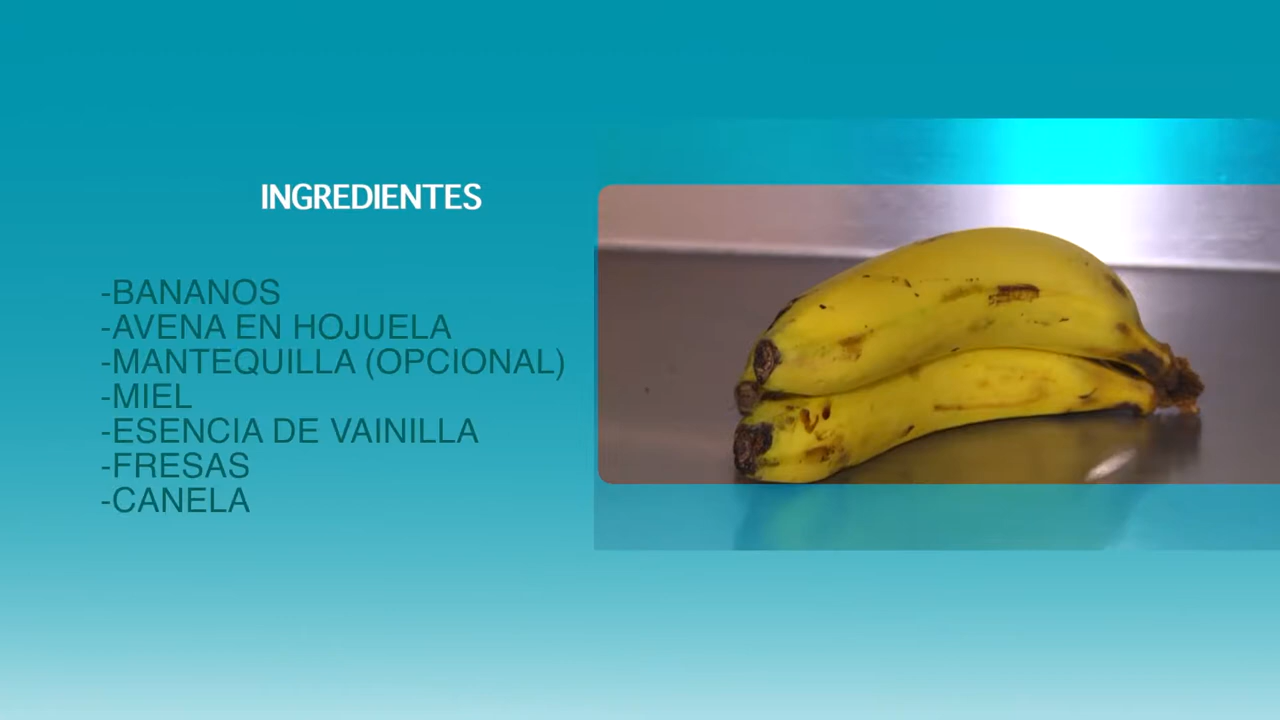 INGREDIENTES
-BANANOS
-AVENA EN HOJUELA
-MANTEQUILLA (OPCIONAL)
-MIEL
-ESENCIA DE VAINILLA
-FRESAS
-CANELA